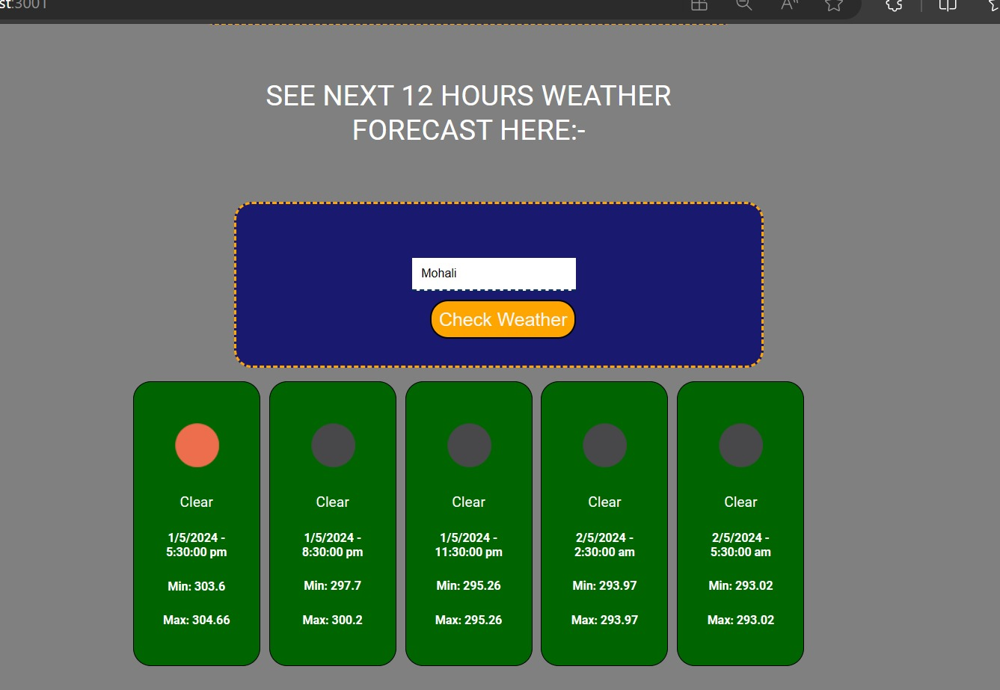 st:3001
SEE NEXT 12 HOURS WEATHER
FORECAST HERE:-
Mohali
Check Weather
Clear
1/5/2024 -
5:30:00 pm
Min: 303.6
Max: 304.66
Clear
1/5/2024 -
8:30:00 pm
Min: 297.7
Max: 300.2
Clear
1/5/2024 -
11:30:00 pm
Min: 295.26
Max: 295.26
Clear
2/5/2024 -
2:30:00 am
Min: 293.97
Max: 293.97
Clear
2/5/2024 -
5:30:00 am
Min: 293.02
Max: 293.02